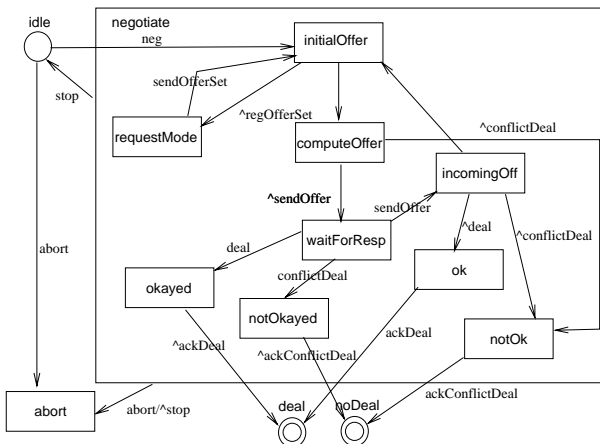 idle
negotiate
neg
initialOffer
sendOfferSet
stop
^regOfferSet
requestMode
computeOffer
^conflictDeal
incomingOff
^sendOffer
sendOffer
^deal
waitForResp
^conflictDeal
abort
deal
conflictDeal
okayed
ok
notOkayed
notOk
ackDeal
^ackDeal
^ackConflictDeal
ackConflictDeal
abort
abort/^stop
deal
noDeal